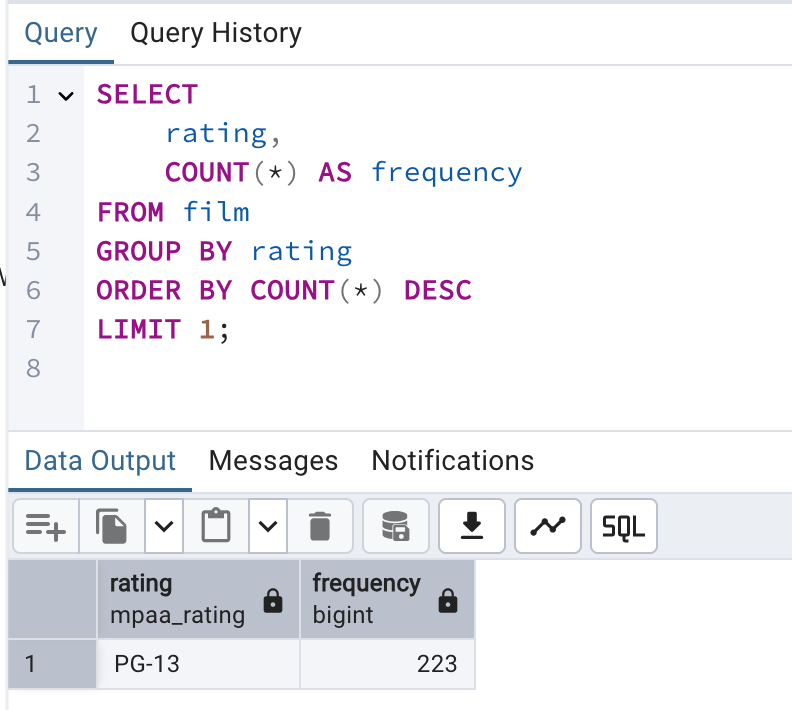 Query Query History
1 SELECT
2 rating,
3 COUNT(*) AS frequency
4 FROM film
5 GROUP BY rating
6 ORDER BY COUNT(*) DESC
7 LIMIT 1;
8
Data Output Messages Notifications
SQL
rating frequency
mpaa_rating bigint
1 PG-13 223